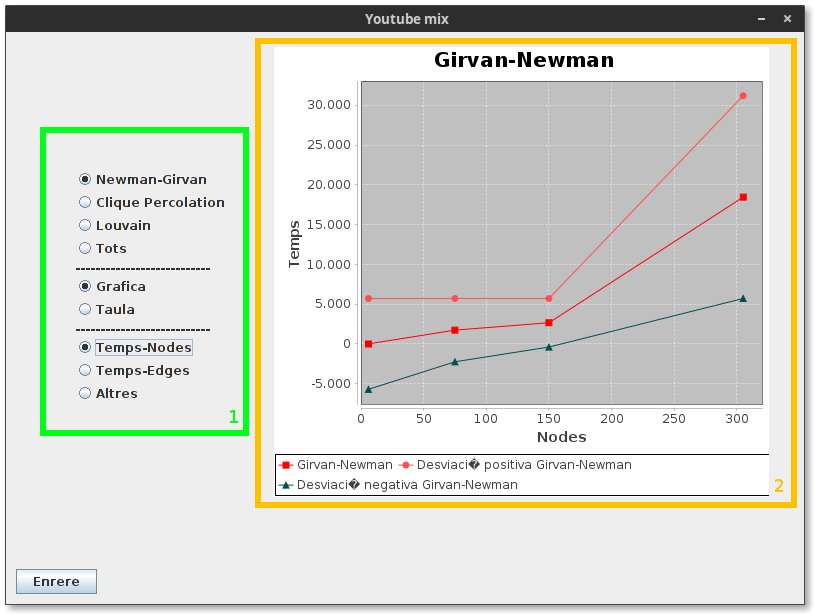 Youtube mix
Newman-Girvan
Clique Percolation
Louvain
Tots
Grafica
Taula
Temps-Nodes
Temps-Edges
Altres
1
Girvan-Newman
Temps
30.000
25.000
20.000
15.000
10.000
5.000
0
-5.000
0 50 100 150 200 250 300
Nodes
Girvan-Newman Desviaci� positiva Girvan-Newman
Desviaci� negativa Girvan-Newman
2
Enrere